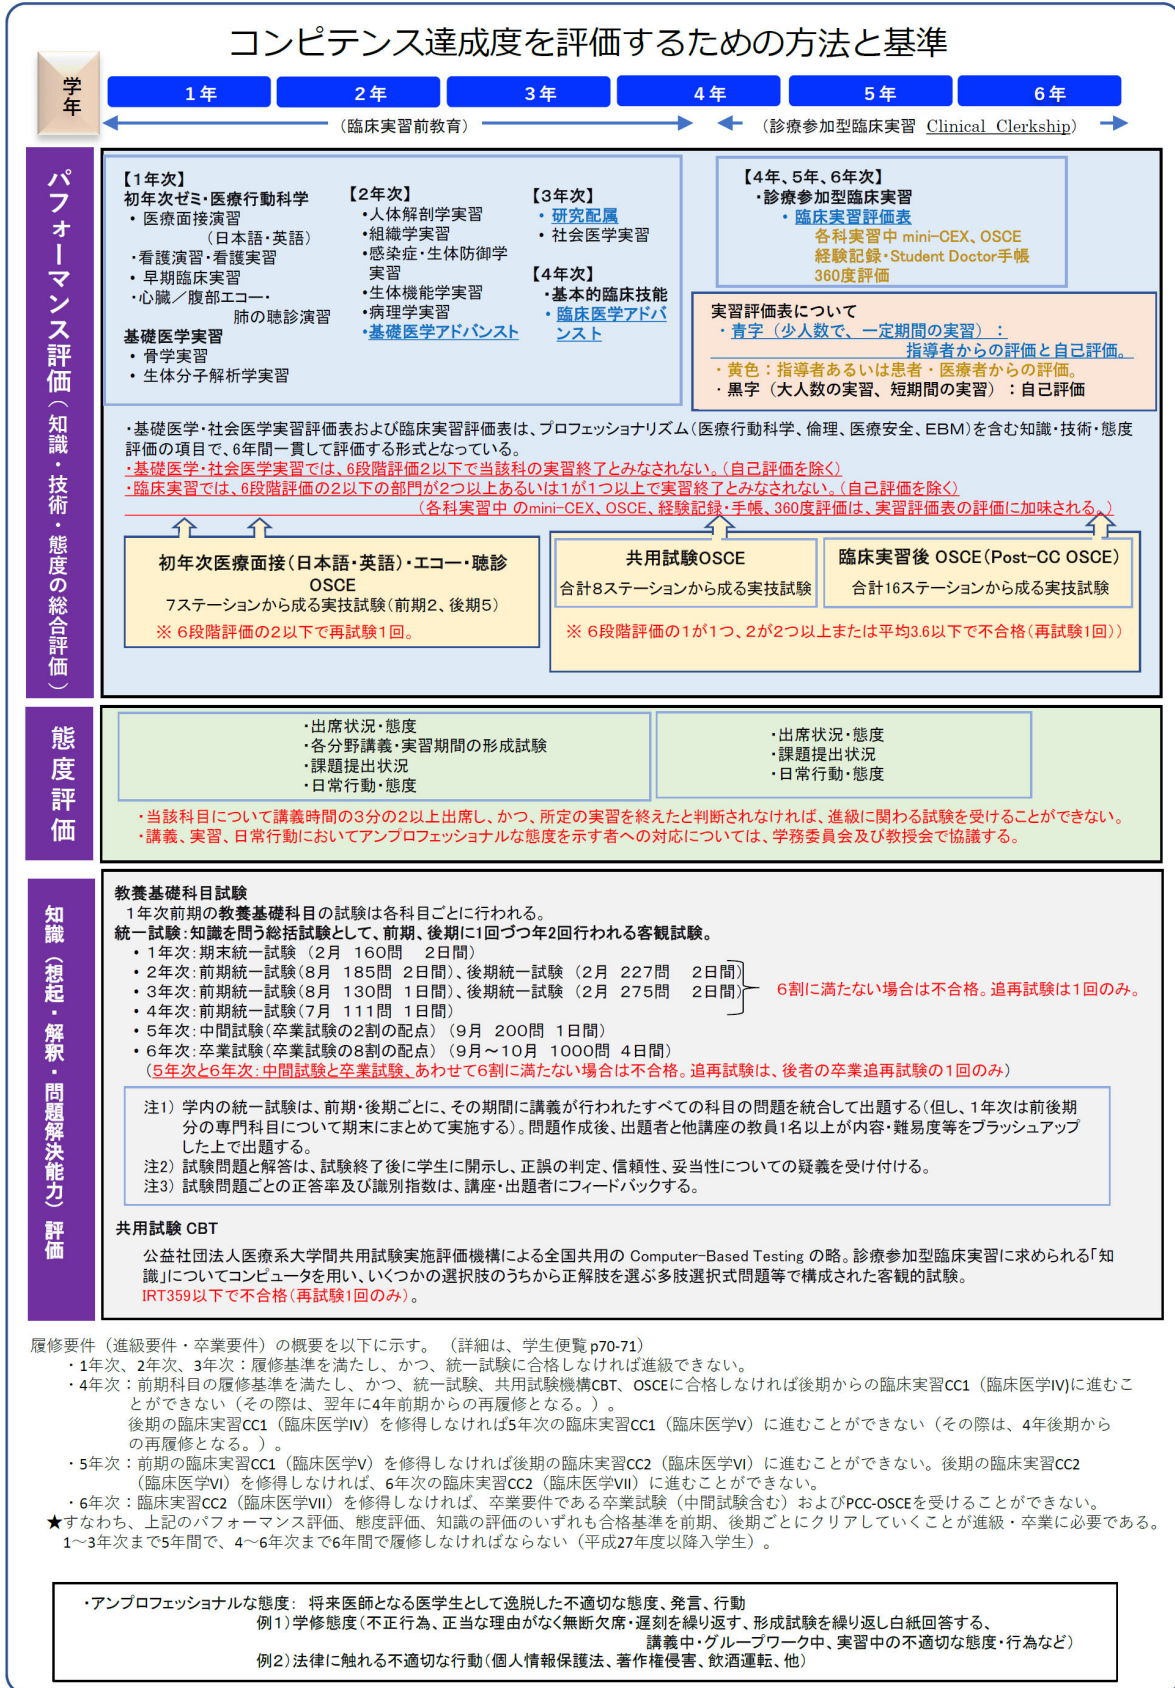 コンピテンス達成度を評価するための方法と基準
学年
1年
2年
3年
4年
5年
6年
(臨床実習前教育)
(診療参加型臨床実習 Clinical Clerkship)
パフォーマンス評価(知識・技術・態度の総合評価)
【1年次】
初年次ゼミ・医療行動科学
・ 医療面接演習
(日本語・英語)
・看護演習・看護実習
・ 早期臨床実習
・心臓/腹部エコー・
肺の聴診演習
基礎医学実習
・ 骨学実習
・ 生体分子解析学実習
【2年次】
・人体解剖学実習
・組織学実習
・感染症・生体防御学
実習
・生体機能学実習
・病理学実習
・基礎医学アドバンスト
【3年次】
・ 研究配属
・ 社会医学実習
【4年次】
・基本的臨床技能
・ 臨床医学アドバ
ンスト
【4年、5年、6年次】
・診療参加型臨床実習
・ 臨床実習評価表
各科実習中 mini-CEX、OSCE
経験記録・Student Doctor手帳
360度評価
実習評価表について
・青字(少人数で、一定期間の実習):
指導者からの評価と自己評価。
・黄色:指導者あるいは患者・医療者からの評価。
・黒字(大人数の実習、短期間の実習):自己評価
・基礎医学・社会医学実習評価表および臨床実習評価表は、プロフェッショナリズム(医療行動科学、倫理、医療安全、EBM)を含む知識・技術・態度
評価の項目で、6年間一貫して評価する形式となっている。
・基礎医学・社会医学実習では、6段階評価2以下で当該科の実習終了とみなされない。(自己評価を除く)
・臨床実習では、6段階評価の2以下の部門が2つ以上あるいは1が1つ以上で実習終了とみなされない。(自己評価を除く)
(各科実習中 のmini-CEX、OSCE、経験記録・手帳、360度評価は、実習評価表の評価に加味される。)
初年次医療面接(日本語・英語)・エコー・聴診
OSCE
7ステーションから成る実技試験(前期2、後期5)
※ 6段階評価の2以下で再試験1回。
共用試験OSCE
合計8ステーションから成る実技試験
臨床実習後 OSCE(Post-CC OSCE)
合計16ステーションから成る実技試験
※ 6段階評価の1が1つ、2が2つ以上または平均3.6以下で不合格(再試験1回))
態度評価
・出席状況・態度
・各分野講義・実習期間の形成試験
・課題提出状況
・日常行動・態度
・出席状況・態度
・課題提出状況
・日常行動・態度
・当該科目について講義時間の3分の2以上出席し、かつ、所定の実習を終えたと判断されなければ、進級に関わる試験を受けることができない。
・講義、実習、日常行動においてアンプロフェッショナルな態度を示す者への対応については、学務委員会及び教授会で協議する。
知識(想起・解釈・問題解決能力)評価
教養基礎科目試験
1年次前期の教養基礎科目の試験は各科目ごとに行われる。
統一試験:知識を問う総括試験として、前期、後期に1回づつ年2回行われる客観試験。
・ 1年次:期末統一試験 (2月 160問 2日間)
・ 2年次:前期統一試験(8月 185問 2日間)、後期統一試験 (2月 227問 2日間)
・ 3年次:前期統一試験(8月 130問 1日間)、後期統一試験 (2月 275問 2日間)
・ 4年次:前期統一試験(7月 111問 1日間)
6割に満たない場合は不合格。追再試験は1回のみ。
・ 5年次:中間試験(卒業試験の2割の配点) (9月 200問 1日間)
・ 6年次:卒業試験(卒業試験の8割の配点) (9月~10月 1000問 4日間)
(5年次と6年次:中間試験と卒業試験、あわせて6割に満たない場合は不合格。追再試験は、後者の卒業追再試験の1回のみ)
注1) 学内の統一試験は、前期・後期ごとに、その期間に講義が行われたすべての科目の問題を統合して出題する(但し、1年次は前後期
分の専門科目について期末にまとめて実施する)。問題作成後、出題者と他講座の教員1名以上が内容・難易度等をブラッシュアップ
した上で出題する。
注2) 試験問題と解答は、試験終了後に学生に開示し、正誤の判定、信頼性、妥当性についての疑義を受け付ける。
注3) 試験問題ごとの正答率及び識別指数は、講座・出題者にフィードバックする。
共用試験 CBT
公益社団法人医療系大学間共用試験実施評価機構による全国共用の Computer-Based Testing の略。診療参加型臨床実習に求められる「知
識」についてコンピュータを用い、いくつかの選択肢のうちから正解肢を選ぶ多肢選択式問題等で構成された客観的試験。
IRT359以下で不合格(再試験1回のみ)。
履修要件(進級要件・卒業要件)の概要を以下に示す。 (詳細は、学生便覧 p70-71)
・1年次、2年次、3年次:履修基準を満たし、かつ、統一試験に合格しなければ進級できない。
・4年次:前期科目の履修基準を満たし、かつ、統一試験、共用試験機構CBT、OSCEに合格しなければ後期からの臨床実習CC1(臨床医学IV)に進むこ
とができない(その際は、翌年に4年前期からの再履修となる。)。
後期の臨床実習CC1(臨床医学IV)を修得しなければ5年次の臨床実習CC1(臨床医学V)に進むことができない(その際は、4年後期から
の再履修となる。)。
・5年次:前期の臨床実習CC1(臨床医学V)を修得しなければ後期の臨床実習CC2(臨床医学VI)に進むことができない。後期の臨床実習CC2
(臨床医学VI)を修得しなければ、6年次の臨床実習CC2(臨床医学VII)に進むことができない。
・6年次:臨床実習CC2(臨床医学VII)を修得しなければ、卒業要件である卒業試験(中間試験含む)およびPCC-OSCEを受けることができない。
★すなわち、上記のパフォーマンス評価、態度評価、知識の評価のいずれも合格基準を前期、後期ごとにクリアしていくことが進級・卒業に必要である。
1~3年次まで5年間で、4~6年次まで6年間で履修しなければならない(平成27年度以降入学生)。
・アンプロフェッショナルな態度: 将来医師となる医学生として逸脱した不適切な態度、発言、行動
例1)学修態度(不正行為、正当な理由がなく無断欠席・遅刻を繰り返す、形成試験を繰り返し白紙回答する、
講義中・グループワーク中、実習中の不適切な態度・行為など)
例2)法律に触れる不適切な行動(個人情報保護法、著作権侵害、飲酒運転、他)